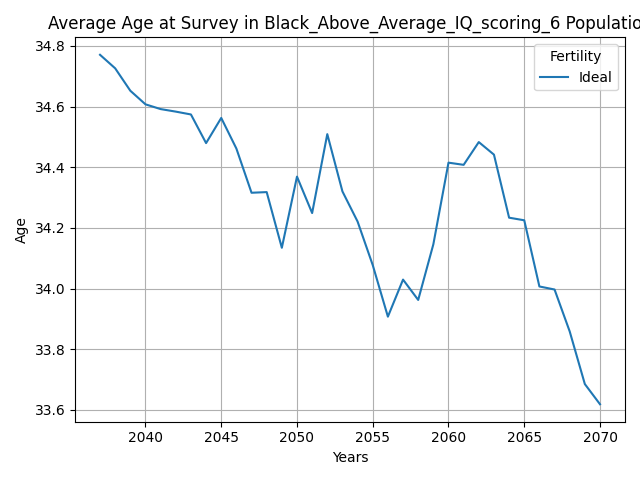 Average Age at Survey in Black_Above_Average_IQ_scoring_6 Populatio
34.8
34.6
34.4
34.2
34.0
33.8
33.6
Age
Fertility
Ideal
2040 2045 2050 2055 2060 2065 2070
Years